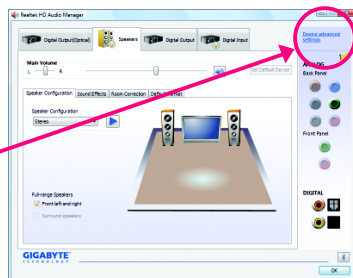 Realtek HD Audio Manager
Digital Output(Optical)
Speakers
Digital Output
Digital Input
Device advanced
settings
Main Volume
L
R
Set Default Device
ANALOG
Back Panel
Speaker Configuration
Sound Effects
Room Correction
Default Format
Speaker Configuration
Stereo
Front Panel
Full-range Speakers
Front left and right
Surround speakers
DIGITAL
GIGABYTE
TECHNOLOGY
i
OK